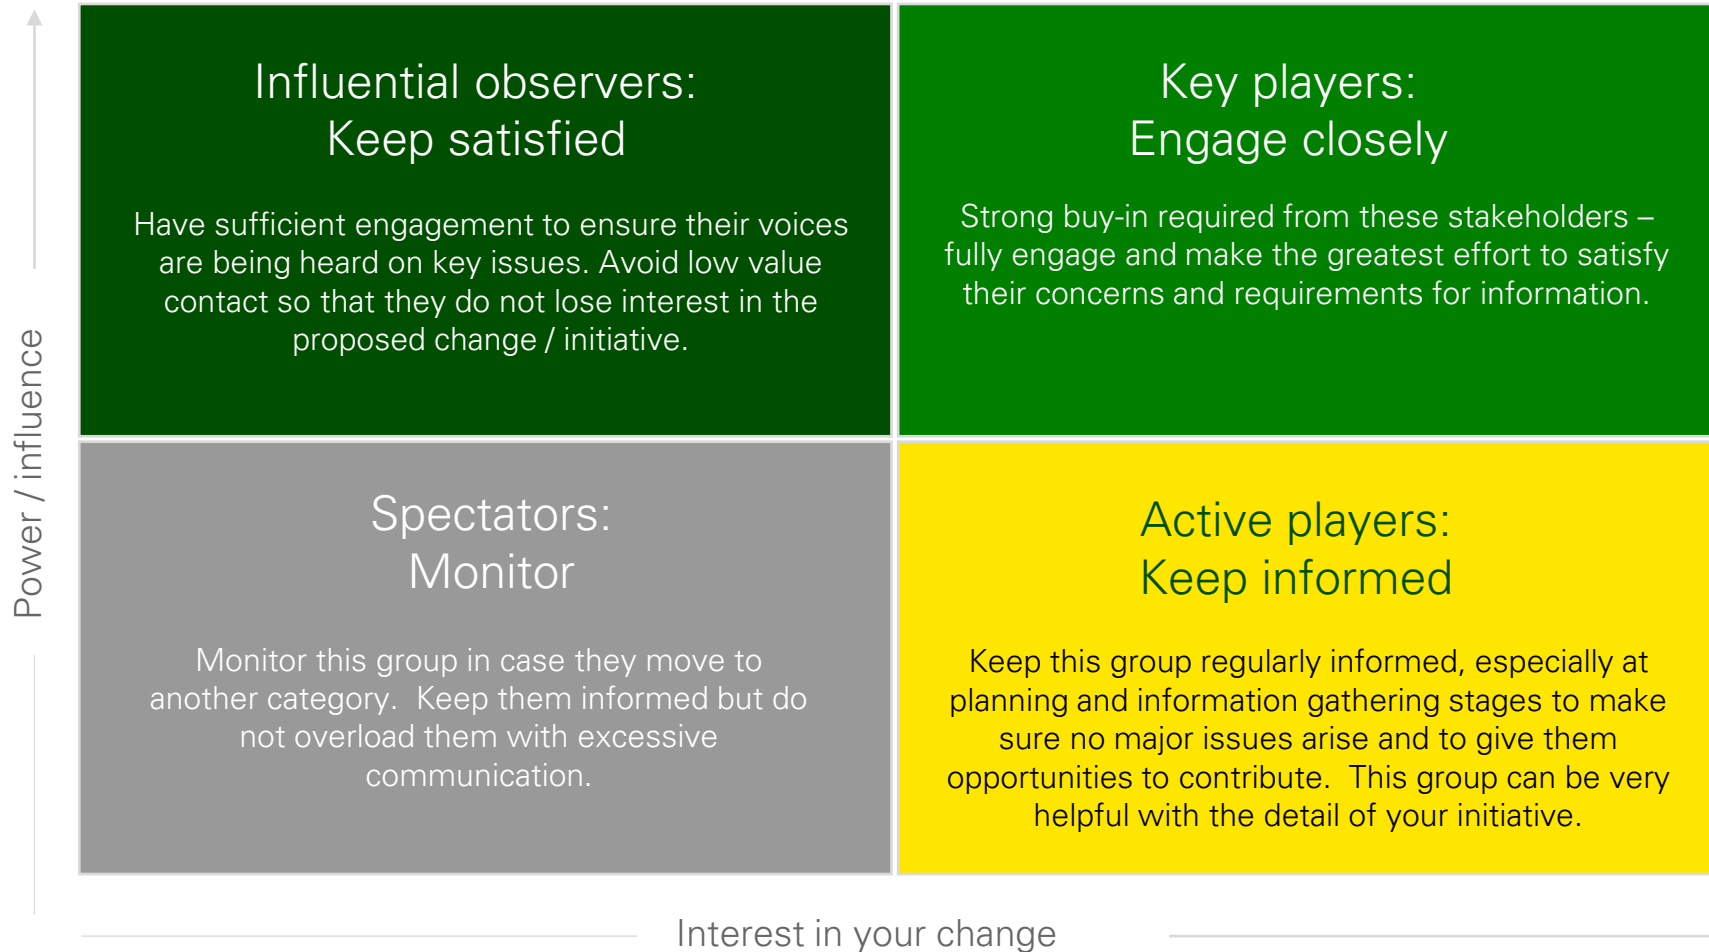 Influential observers:
Keep satisfied
Have sufficient engagement to ensure their voices
are being heard on key issues. Avoid low value
contact so that they do not lose interest in the
proposed change / initiative.
Key players:
Engage closely
Strong buy-in required from these stakeholders –
fully engage and make the greatest effort to satisfy
their concerns and requirements for information.
Power / influence
Spectators:
Monitor
Monitor this group in case they move to
another category.  Keep them informed but do
not overload them with excessive
communication.
Active players:
Keep informed
Keep this group regularly informed, especially at
planning and information gathering stages to make
sure no major issues arise and to give them
opportunities to contribute.  This group can be very
helpful with the detail of your initiative.
Interest in your change